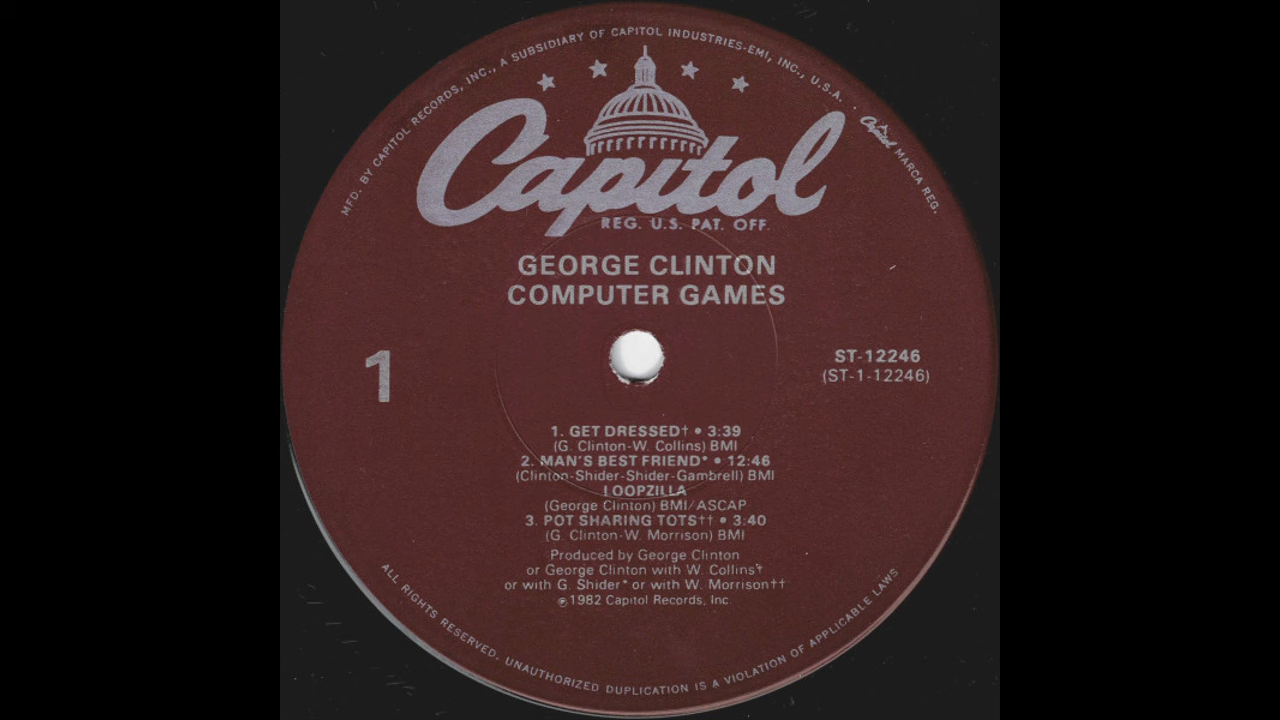 MFD. BY CAPITOL RECORDS, INC., A SUBSIDIARY OF CAPITOL INDUSTRIES-EMI, INC., U.S.A. · Capitol MARCA REG.
Capitol
REG. U.S. PAT. OFF.
GEORGE CLINTON
COMPUTER GAMES
1
ST-12246
(ST-1-12246)
1. GET DRESSED† • 3:39
(G. Clinton-W. Collins) BMI
2. MAN'S BEST FRIEND* • 12:46
(Clinton-Shider-Shider-Gambrell) BMI
LOOPZILLA
(George Clinton) BMI/ASCAP
3. POT SHARING TOTS†† • 3:40
(G. Clinton-W. Morrison) BMI
Produced by George Clinton
or George Clinton with W. Collins†
or with G. Shider* or with W. Morrison††
℗1982 Capitol Records, Inc.
ALL RIGHTS RESERVED. UNAUTHORIZED DUPLICATION IS A VIOLATION OF APPLICABLE LAWS